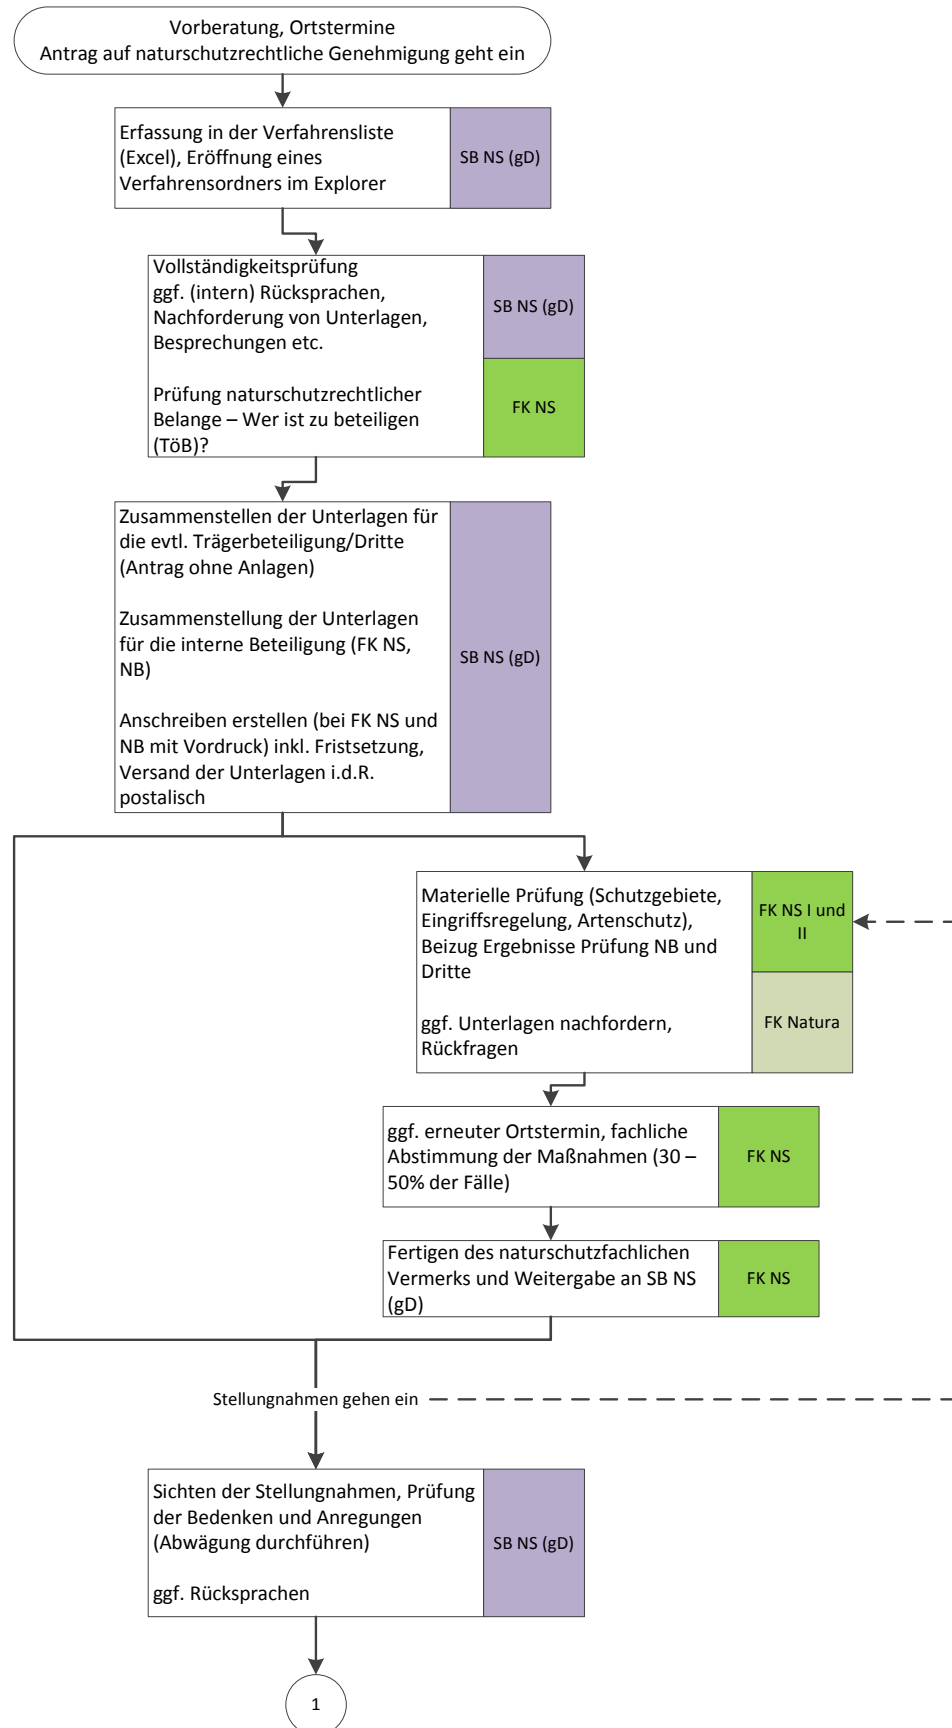 Vorberatung, Ortstermine
Antrag auf naturschutzrechtliche Genehmigung geht ein
Erfassung in der Verfahrensliste
(Excel), Eröffnung eines
Verfahrensordners im Explorer
SB NS (gD)
Vollständigkeitsprüfung
ggf. (intern) Rücksprachen,
Nachforderung von Unterlagen,
Besprechungen etc.
SB NS (gD)
Prüfung naturschutzrechtlicher
Belange – Wer ist zu beteiligen
(TöB)?
FK NS
Zusammenstellen der Unterlagen für
die evtl. Trägerbeteiligung/Dritte
(Antrag ohne Anlagen)
Zusammenstellung der Unterlagen
für die interne Beteiligung (FK NS,
NB)
Anschreiben erstellen (bei FK NS und
NB mit Vordruck) inkl. Fristsetzung,
Versand der Unterlagen i.d.R.
postalisch
SB NS (gD)
Materielle Prüfung (Schutzgebiete,
Eingriffsregelung, Artenschutz),
Beizug Ergebnisse Prüfung NB und
Dritte
ggf. Unterlagen nachfordern,
Rückfragen
FK NS I und
II
FK Natura
ggf. erneuter Ortstermin, fachliche
Abstimmung der Maßnahmen (30 –
50% der Fälle)
FK NS
Fertigen des naturschutzfachlichen
Vermerks und Weitergabe an SB NS
(gD)
FK NS
Stellungnahmen gehen ein
Sichten der Stellungnahmen, Prüfung
der Bedenken und Anregungen
(Abwägung durchführen)
ggf. Rücksprachen
SB NS (gD)
1